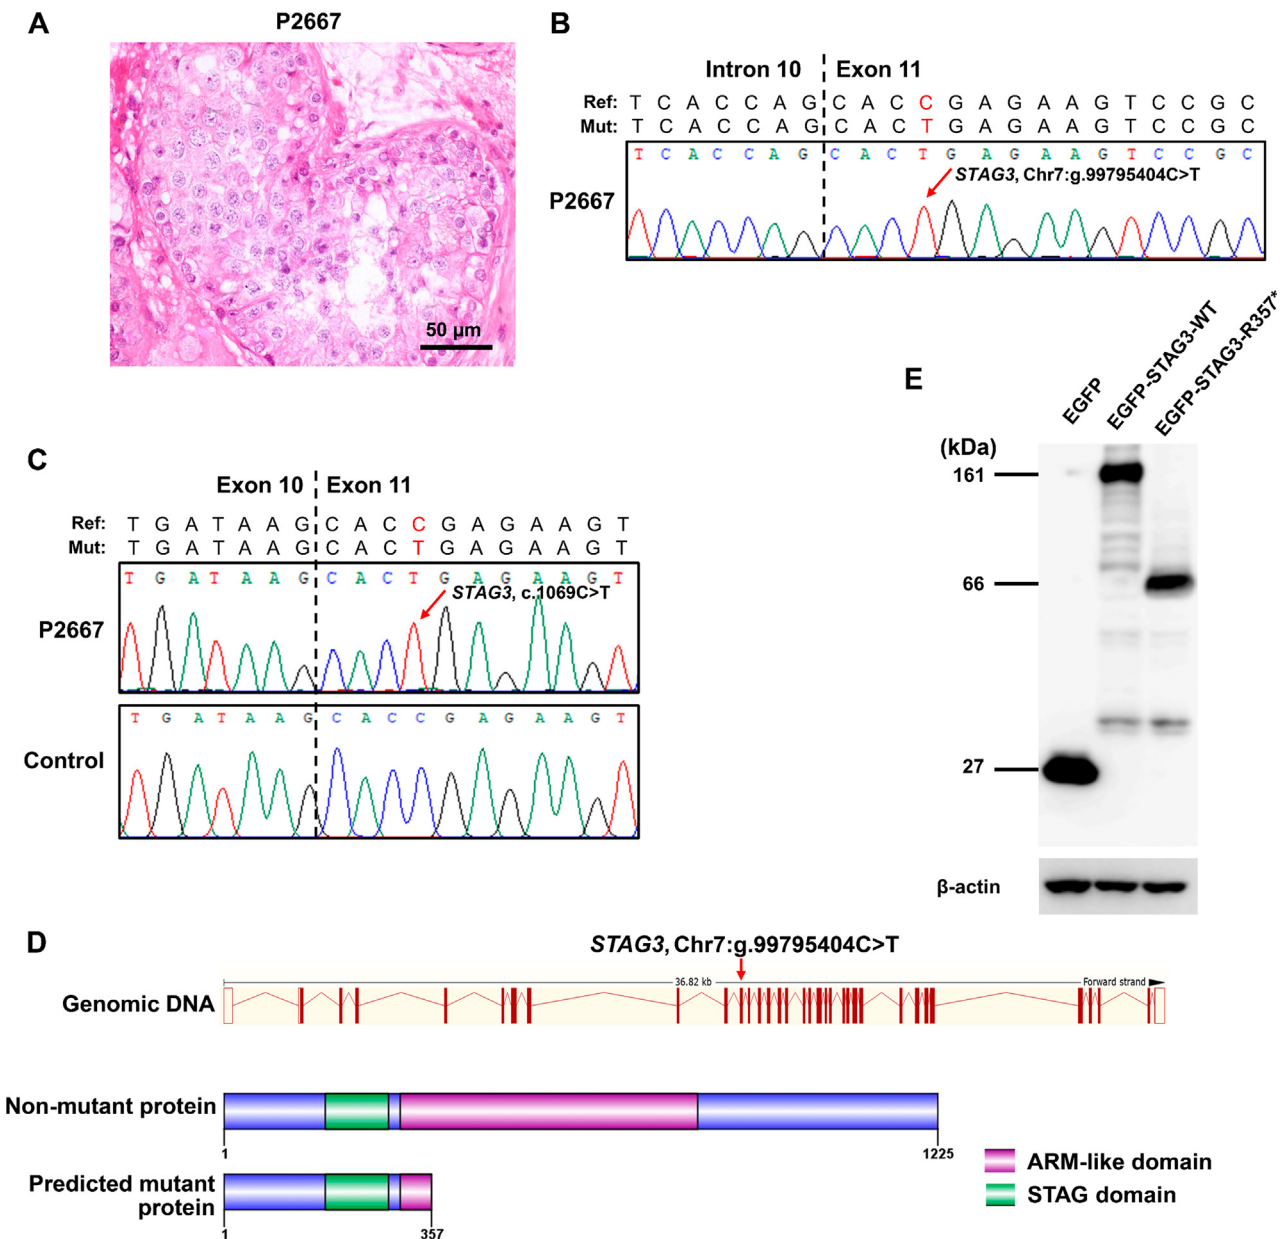 A
P2667
50 µm
B
Intron 10 Exon 11
Ref: T C A C C A G C A C C G A G A A G T C C G C
Mut: T C A C C A G C A C T G A G A A G T C C G C
T C A C C A G C A C T G A G A A G T C C G C
STAG3, Chr7:g.99795404C>T
P2667
C
Exon 10 Exon 11
Ref: T G A T A A G C A C C G A G A A G T
Mut: T G A T A A G C A C T G A G A A G T
T G A T A A G C A C T G A G A A G T
STAG3, c.1069C>T
P2667
T G A T A A G C A C C G A G A A G T
Control
E
EGFP
EGFP-STAG3-WT
EGFP-STAG3-R357*
(kDa)
161
66
27
β-actin
D
STAG3, Chr7:g.99795404C>T
36.82 kb
Forward strand
Genomic DNA
Non-mutant protein
1
1225
Predicted mutant
protein
1
357
ARM-like domain
STAG domain